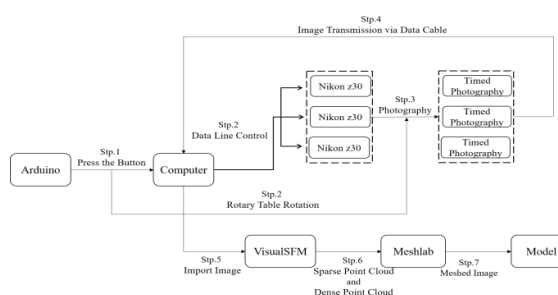 Stp.4
Image Transmission via Data Cable
Nikon z30
Nikon z30
Nikon z30
Stp.3
Photography
Timed
Photography
Timed
Photography
Timed
Photography
Stp.2
Data Line Control
Arduino
Stp.1
Press the Button
Computer
Stp.2
Rotary Table Rotation
Stp.5
Import Image
VisualSFM
Stp.6
Sparse Point Cloud
and
Dense Point Cloud
Meshlab
Stp.7
Meshed Image
Model